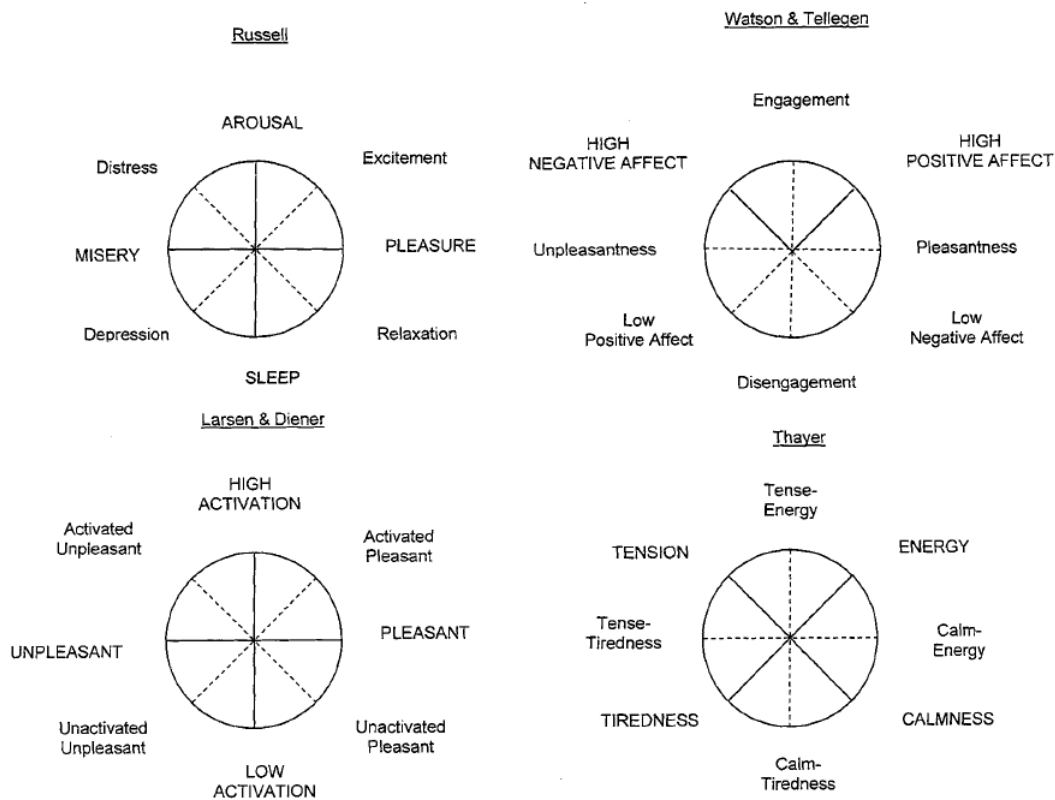 Russell
AROUSAL
Distress
Excitement
MISERY
PLEASURE
Depression
Relaxation
SLEEP
Watson & Tellegen
Engagement
HIGH
NEGATIVE AFFECT
HIGH
POSITIVE AFFECT
Unpleasantness
Pleasantness
Low
Positive Affect
Low
Negative Affect
Disengagement
Larsen & Diener
HIGH
ACTIVATION
Activated
Unpleasant
Activated
Pleasant
UNPLEASANT
PLEASANT
Unactivated
Unpleasant
Unactivated
Pleasant
LOW
ACTIVATION
Thayer
Tense-
Energy
TENSION
ENERGY
Tense-
Tiredness
Calm-
Energy
TIREDNESS
CALMNESS
Calm-
Tiredness